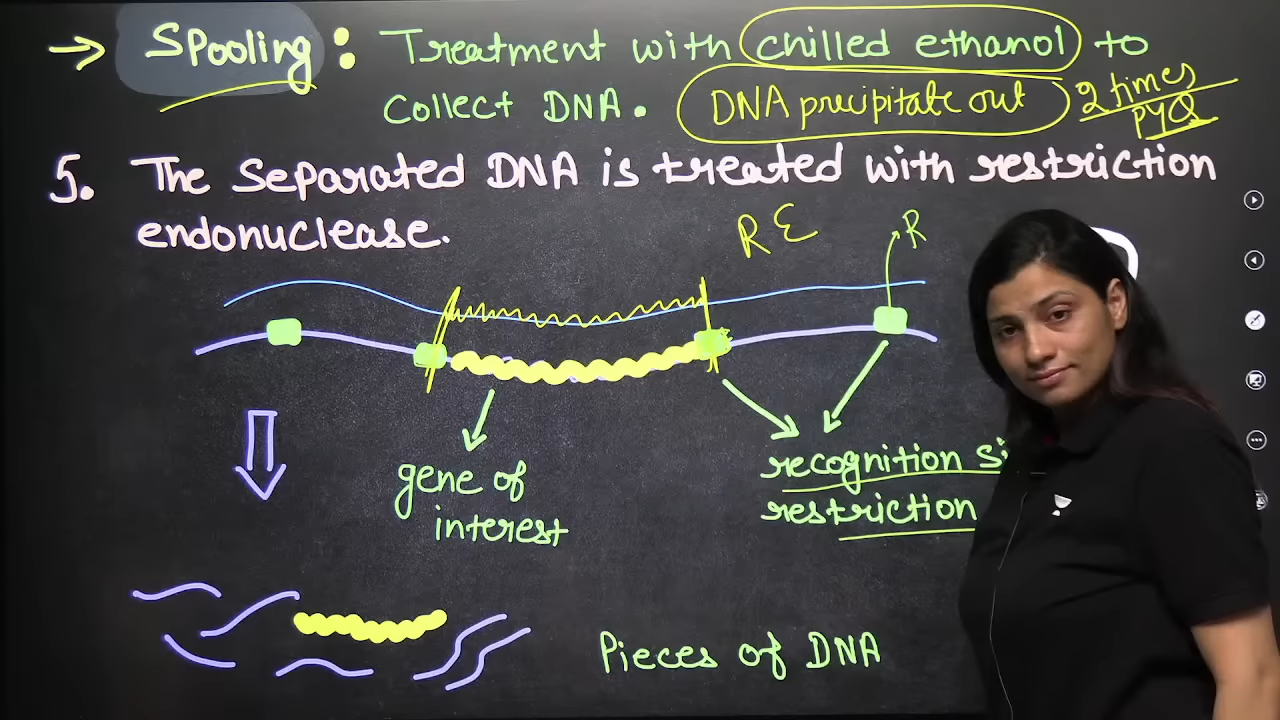 → Spooling: Treatment with chilled ethanol to
collect DNA. DNA precipitate out 2 times
PYQ
5. The separated DNA is treated with restriction
endonuclease.
R E
R
gene of
interest
recognition si
restriction
Pieces of DNA